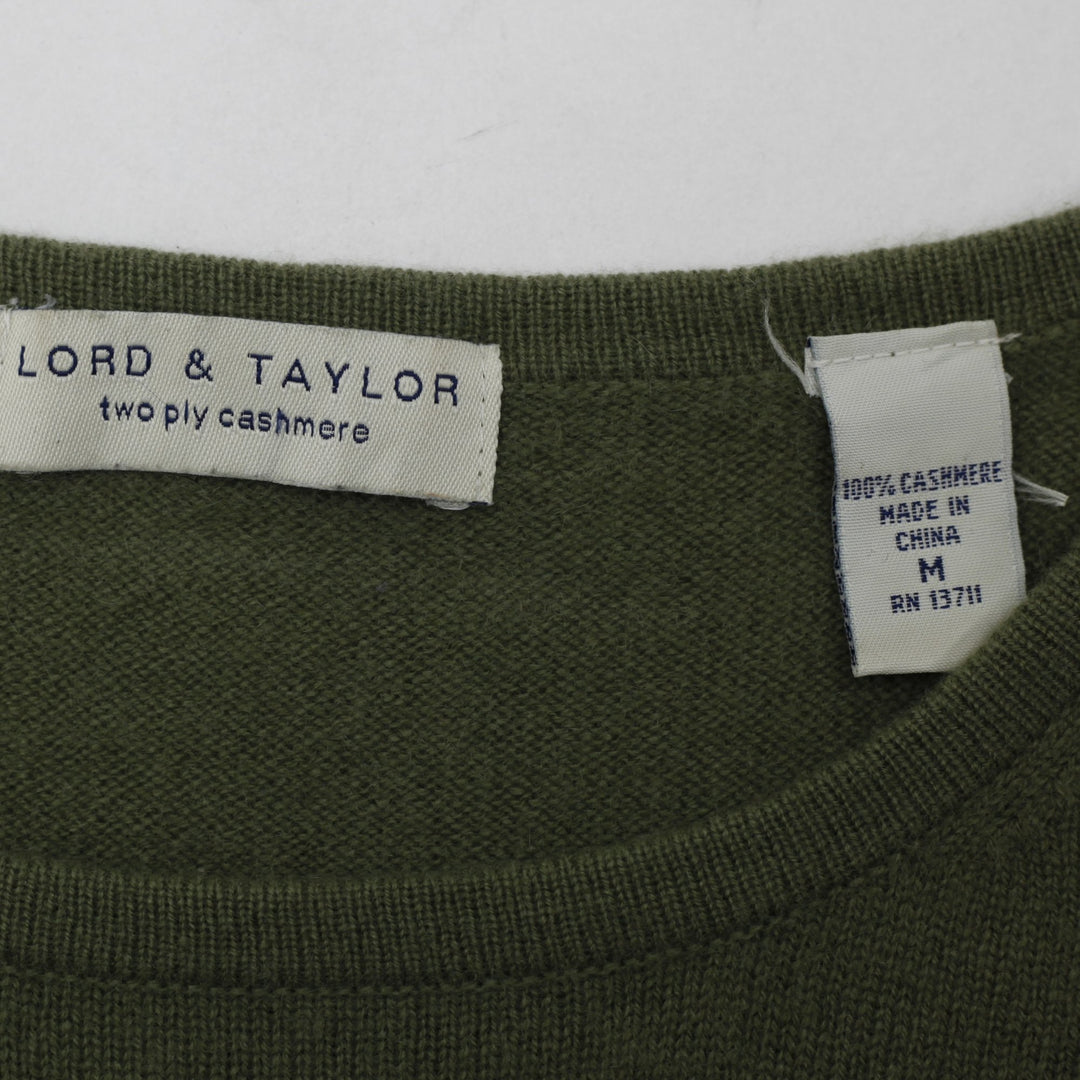 LORD & TAYLOR
two ply cashmere
100% CASHMERE
MADE IN
CHINA
M
RN 13711